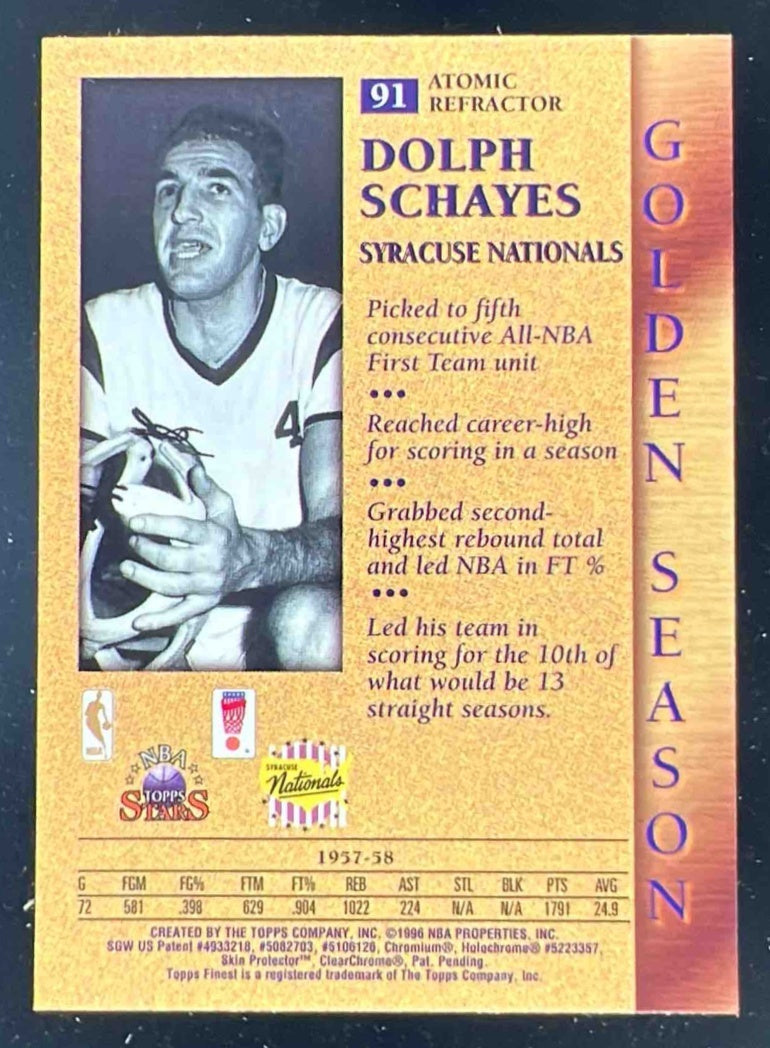 91 ATOMIC
REFRACTOR
DOLPH
SCHAYES
SYRACUSE NATIONALS
Picked to fifth
consecutive All-NBA
First Team unit
•••
Reached career-high
for scoring in a season
•••
Grabbed second-
highest rebound total
and led NBA in FT %
•••
Led his team in
scoring for the 10th of
what would be 13
straight seasons.
GOLDEN SEASON
4
NBA
NBA
TOPPS
STARS
SYRACUSE
Nationals
1957-58
G FGM FG% FTM FT% REB AST STL BLK PTS AVG
72 581 .398 629 .904 1022 224 N/A N/A 1791 24.9
CREATED BY THE TOPPS COMPANY, INC. ©1996 NBA PROPERTIES, INC.
SGW US Patent #4933218, #5082703, #5106126, Chromium®, Holochrome® #5223357,
Skin Protector™, ClearChrome®, Pat. Pending.
Topps Finest is a registered trademark of The Topps Company, Inc.